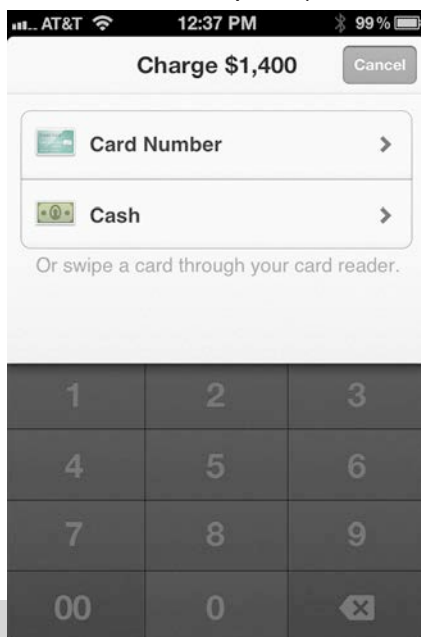 AT&T 12:37 PM 99%
Charge $1,400 Cancel
Card Number
Cash
Or swipe a card through your card reader.
1 2 3
4 5 6
7 8 9
00 0